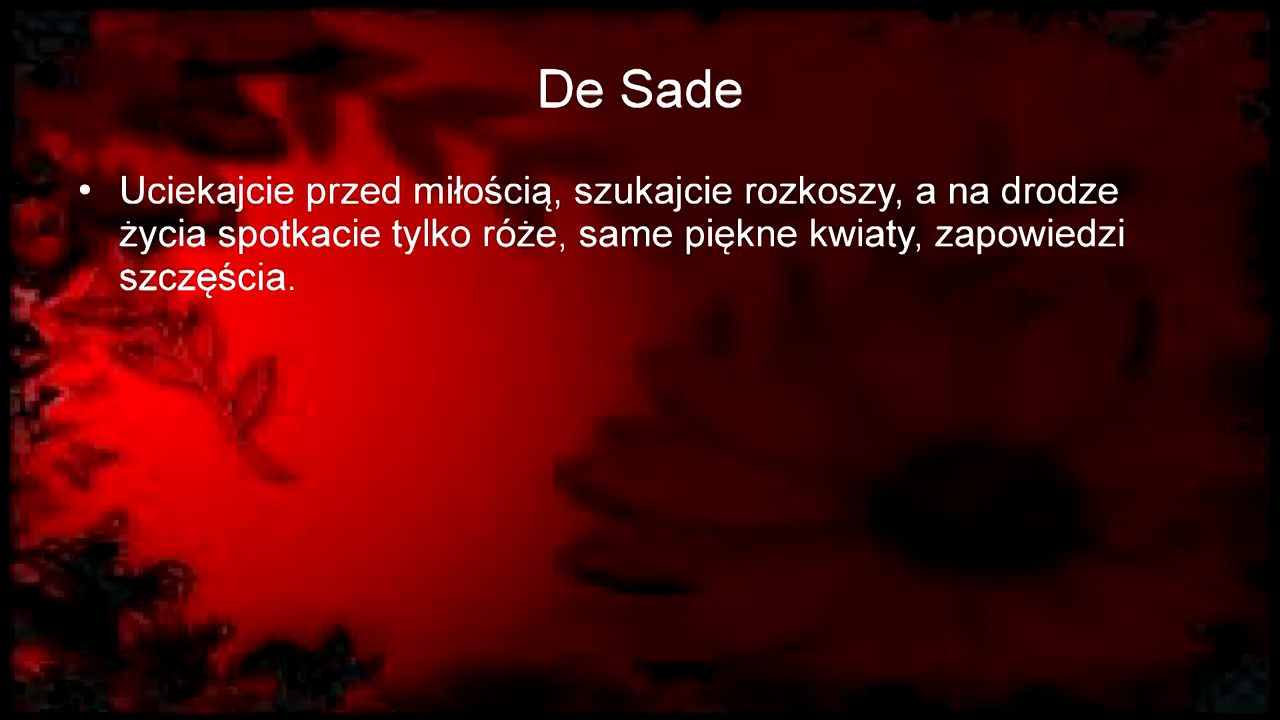 De Sade
• Uciekajcie przed miłością, szukajcie rozkoszy, a na drodze
życia spotkacie tylko róże, same piękne kwiaty, zapowiedzi
szczęścia.